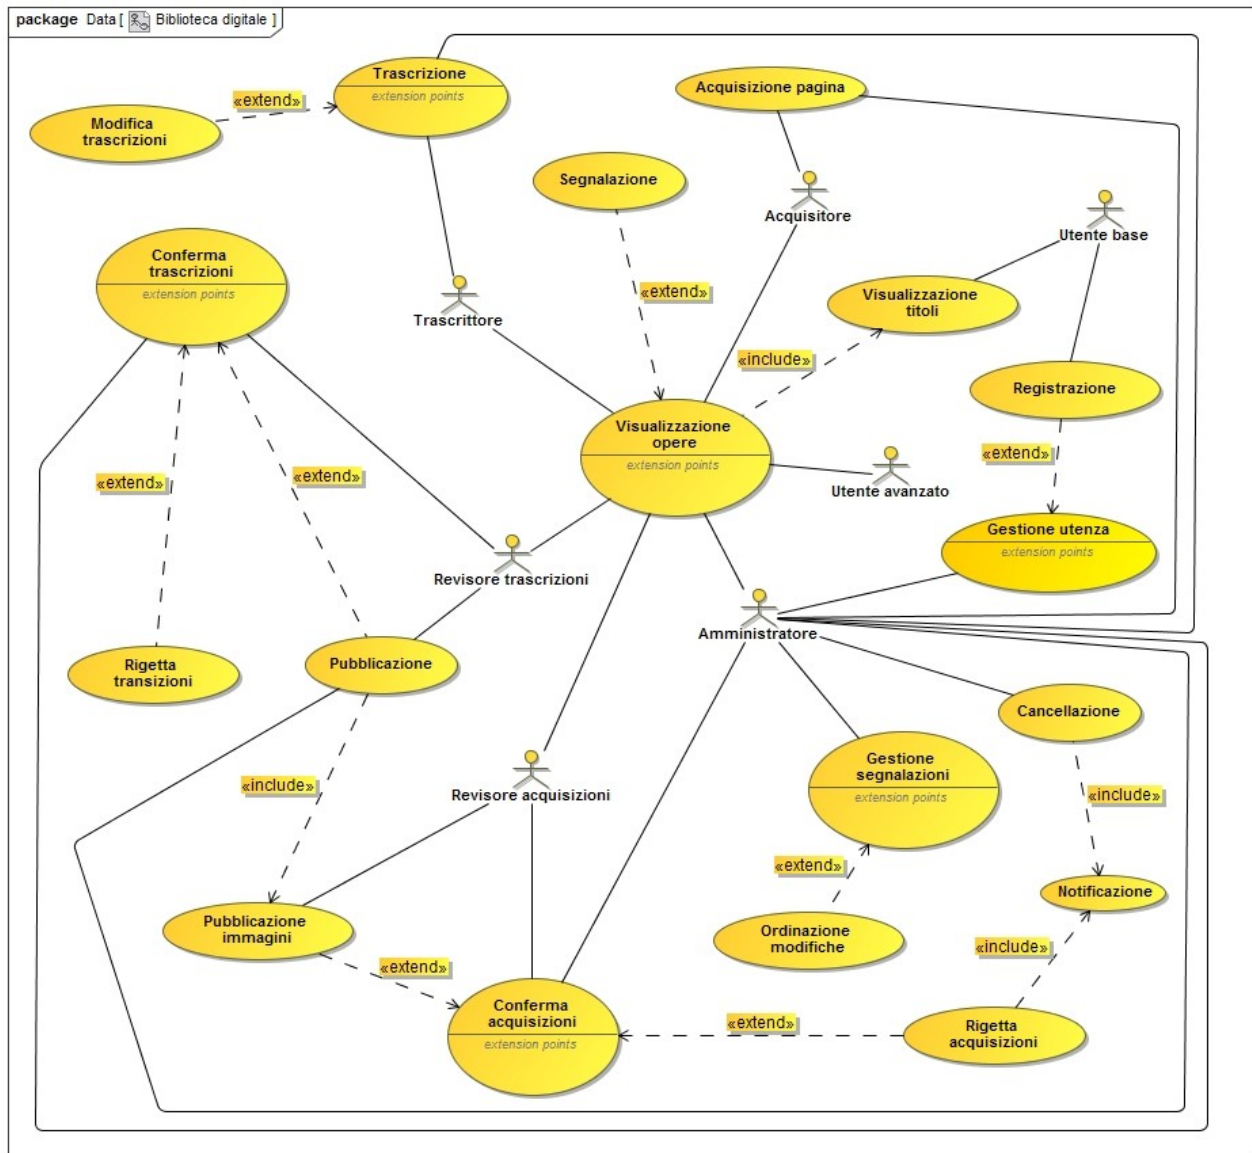 package Data [ Biblioteca digitale ]
Trascrizione
extension points
Acquisizione pagina
«extend»
Modifica
trascrizioni
Segnalazione
Acquisitore
Utente base
Conferma
trascrizioni
extension points
«extend»
Visualizzazione
titoli
Trascrittore
«include»
Registrazione
Visualizzazione
opere
extension points
«extend»
«extend»
«extend»
Utente avanzato
Gestione utenza
extension points
Revisore trascrizioni
Amministratore
Rigetta
transizioni
Pubblicazione
Cancellazione
Gestione
segnalazioni
extension points
«include»
Revisore acquisizioni
«include»
«extend»
Notificazione
Pubblicazione
immagini
Ordinazione
modifiche
«include»
«extend»
Conferma
acquisizioni
extension points
«extend»
Rigetta
acquisizioni